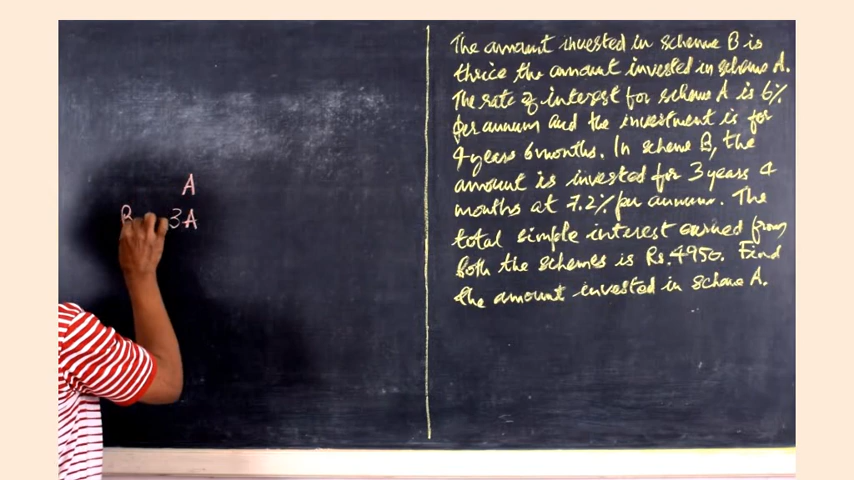 A
B 3A
The amount invested in scheme B is
thrice the amount invested in scheme A.
The rate of interest for scheme A is 6%
per annum and the investment is for
4 years 6 months. In scheme B, the
amount is invested for 3 years 4
months at 7.2% per annum. The
total simple interest earned from
both the schemes is Rs. 4950. Find
the amount invested in scheme A.